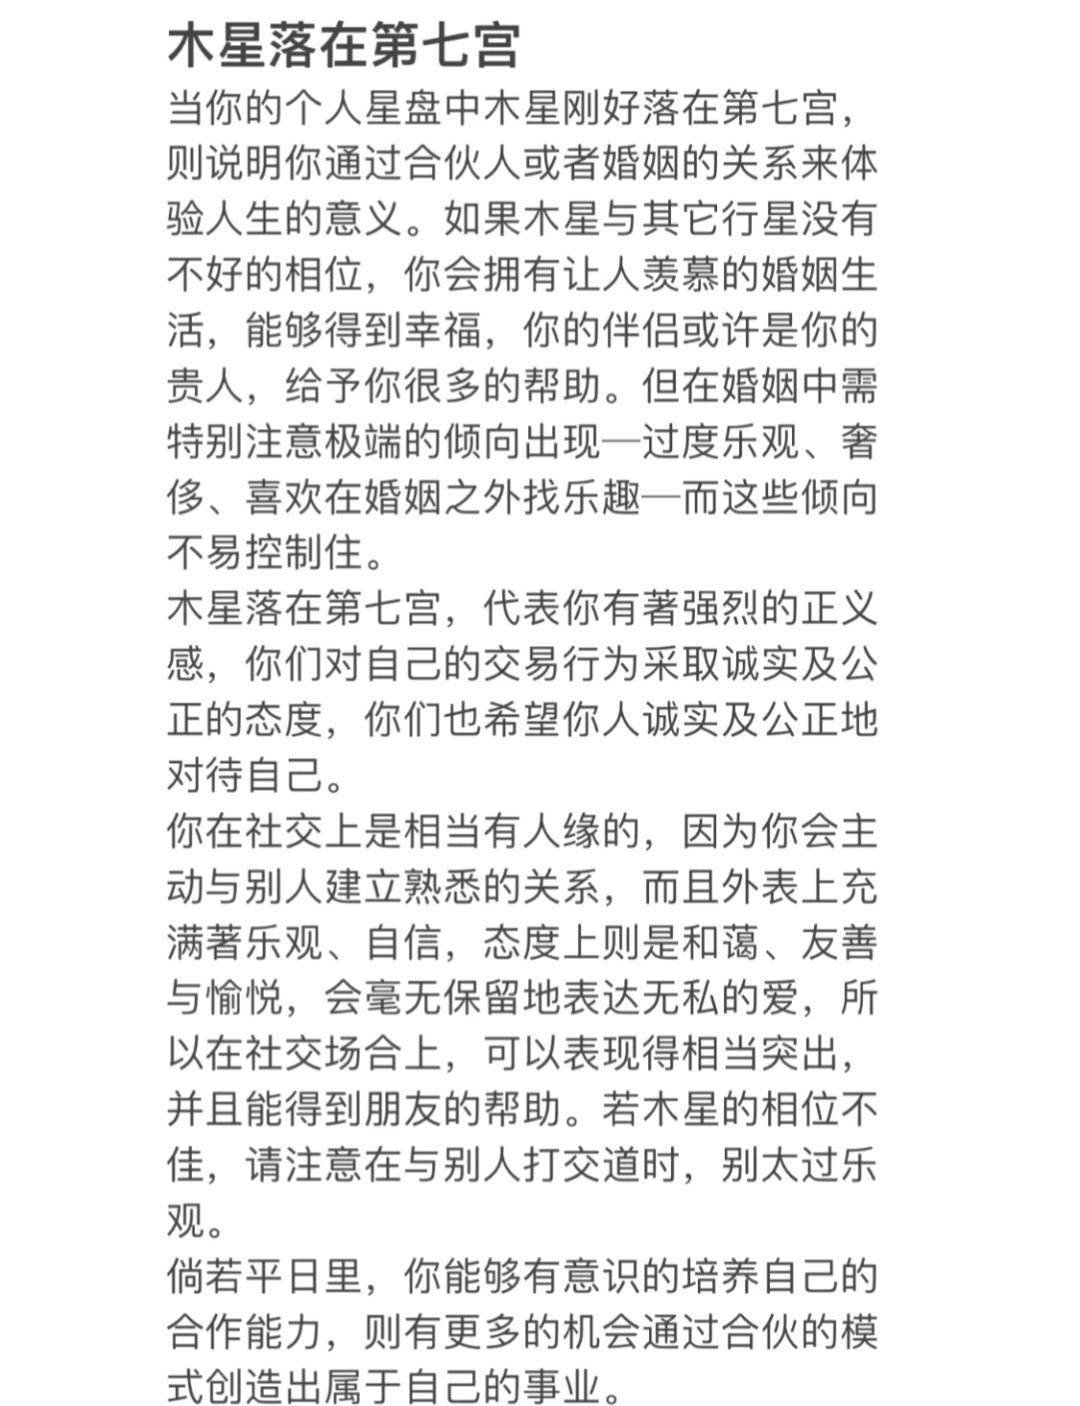 木星落在第七宫
当你的个人星盘中木星刚好落在第七宫，
则说明你通过合伙人或者婚姻的关系来体
验人生的意义。如果木星与其它行星没有
不好的相位，你会拥有让人羡慕的婚姻生
活，能够得到幸福，你的伴侣或许是你的
贵人，给予你很多的帮助。但在婚姻中需
特别注意极端的倾向出现─过度乐观、奢
侈、喜欢在婚姻之外找乐趣─而这些倾向
不易控制住。
木星落在第七宫，代表你有著强烈的正义
感，你们对自己的交易行为采取诚实及公
正的态度，你们也希望你人诚实及公正地
对待自己。
你在社交上是相当有人缘的，因为你会主
动与别人建立熟悉的关系，而且外表上充
满著乐观、自信，态度上则是和蔼、友善
与愉悦，会毫无保留地表达无私的爱，所
以在社交场合上，可以表现得相当突出，
并且能得到朋友的帮助。若木星的相位不
佳，请注意在与别人打交道时，别太过乐
观。
倘若平日里，你能够有意识的培养自己的
合作能力，则有更多的机会通过合伙的模
式创造出属于自己的事业。